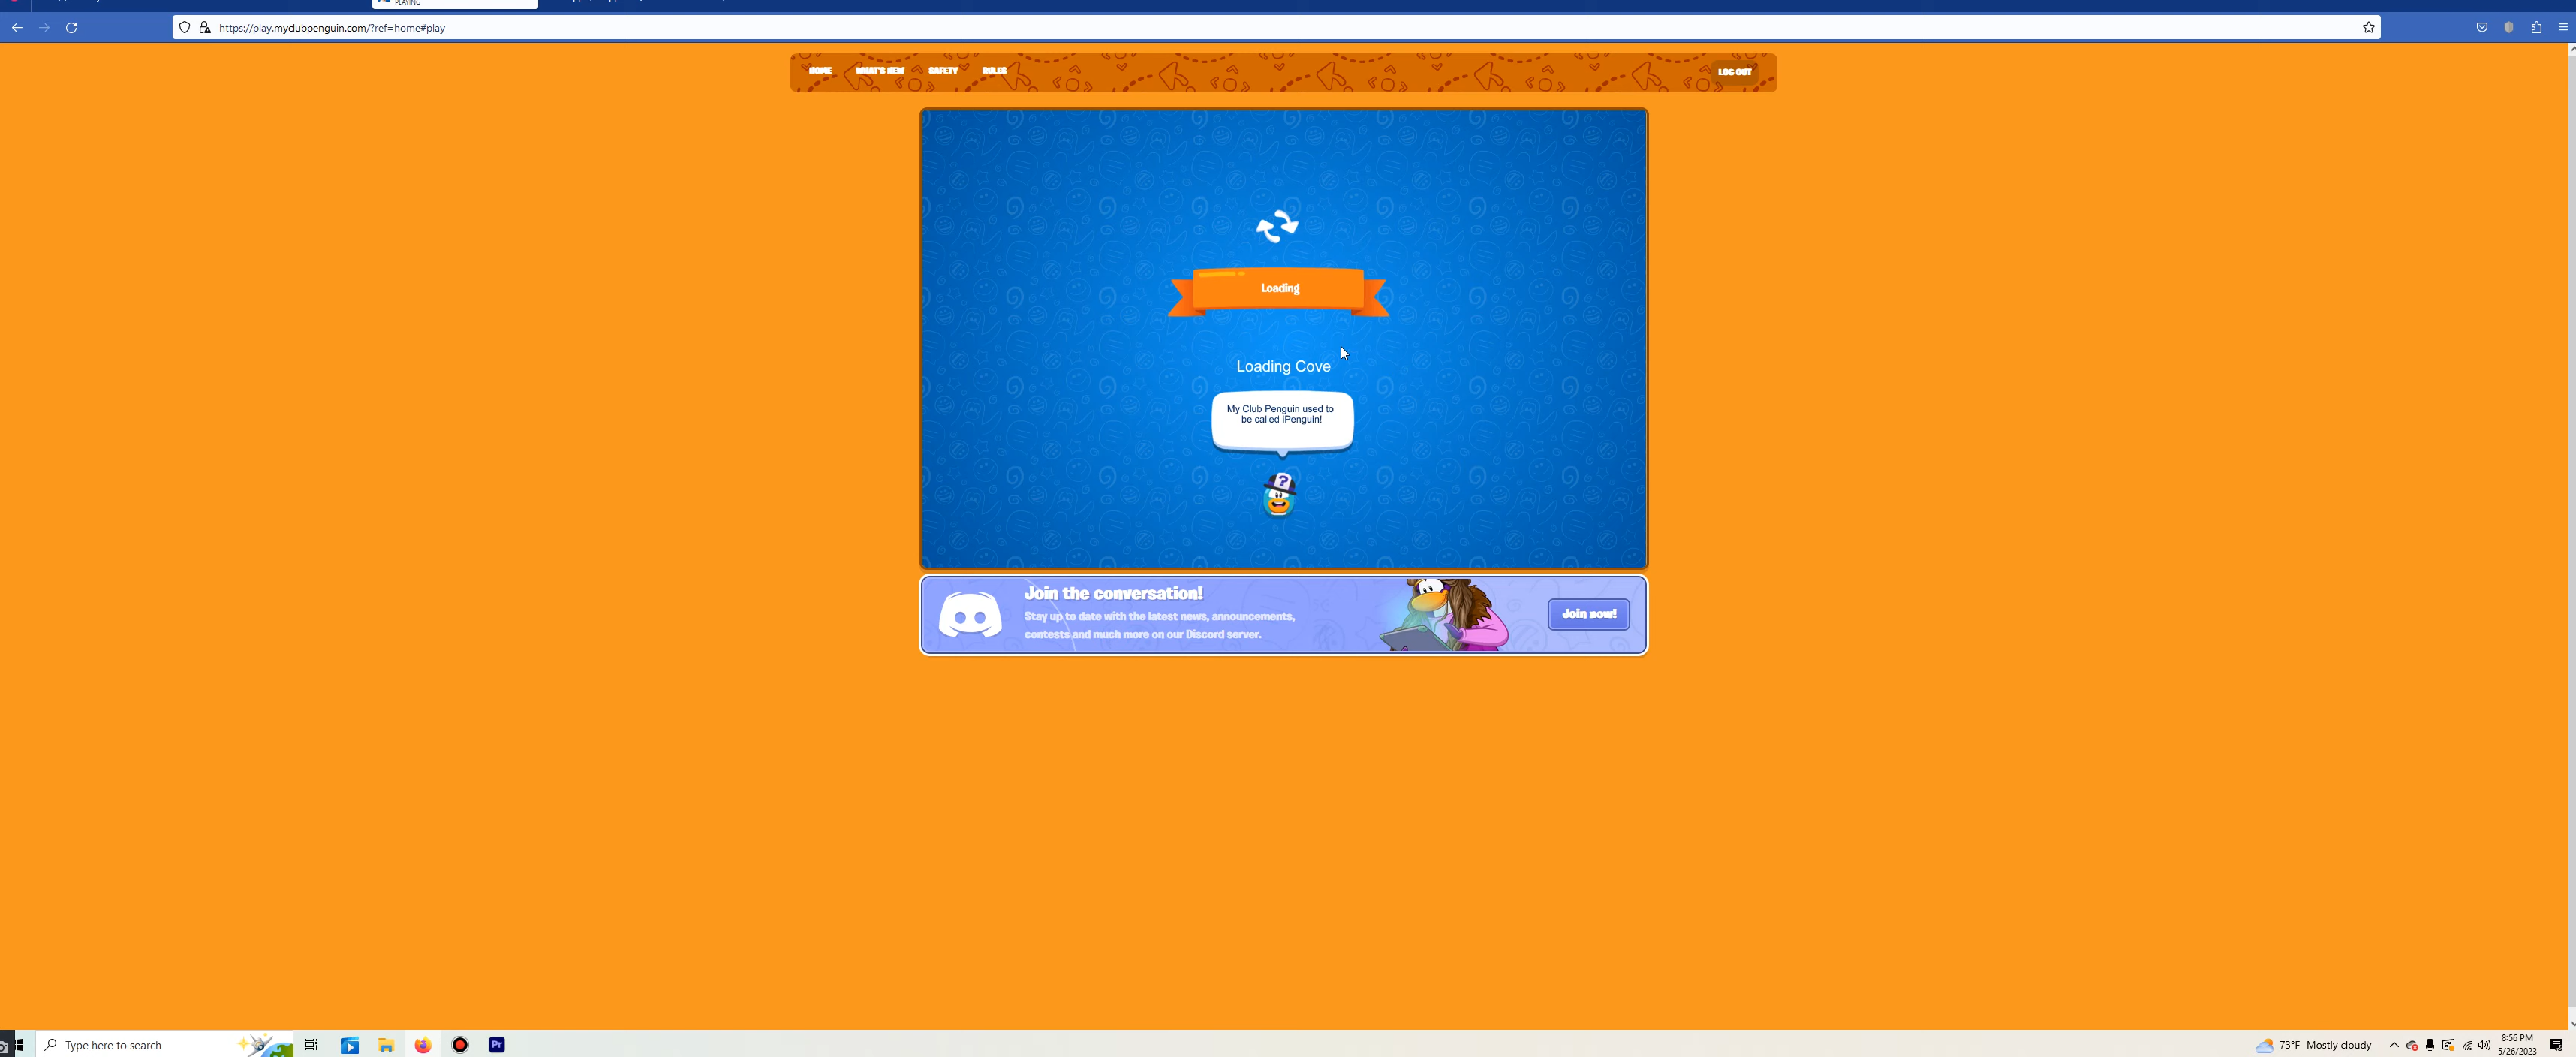 PLAYING
https://play.myclubpenguin.com/?ref=home#play
HOME WHAT'S NEW SAFETY RULES LOG OUT
Loading
Loading Cove
My Club Penguin used to
be called iPenguin!
?
Join the conversation!
Stay up to date with the latest news, announcements,
contests and much more on our Discord server.
Join now!
Type here to search
Pr
73°F Mostly cloudy
8:56 PM
5/26/2023